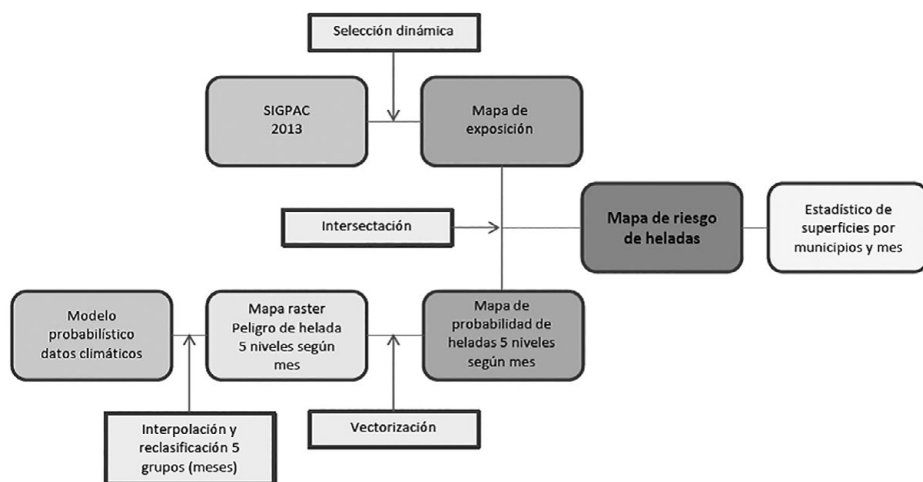 Selección dinámica
SIGPAC
2013
Mapa de
exposición
Intersectación
Mapa de riesgo
de heladas
Estadístico de
superficies por
municipios y mes
Modelo
probabilístico
datos climáticos
Mapa raster
Peligro de helada
5 niveles según
mes
Mapa de
probabilidad de
heladas 5 niveles
según mes
Interpolación y
reclasificación 5
grupos (meses)
Vectorización